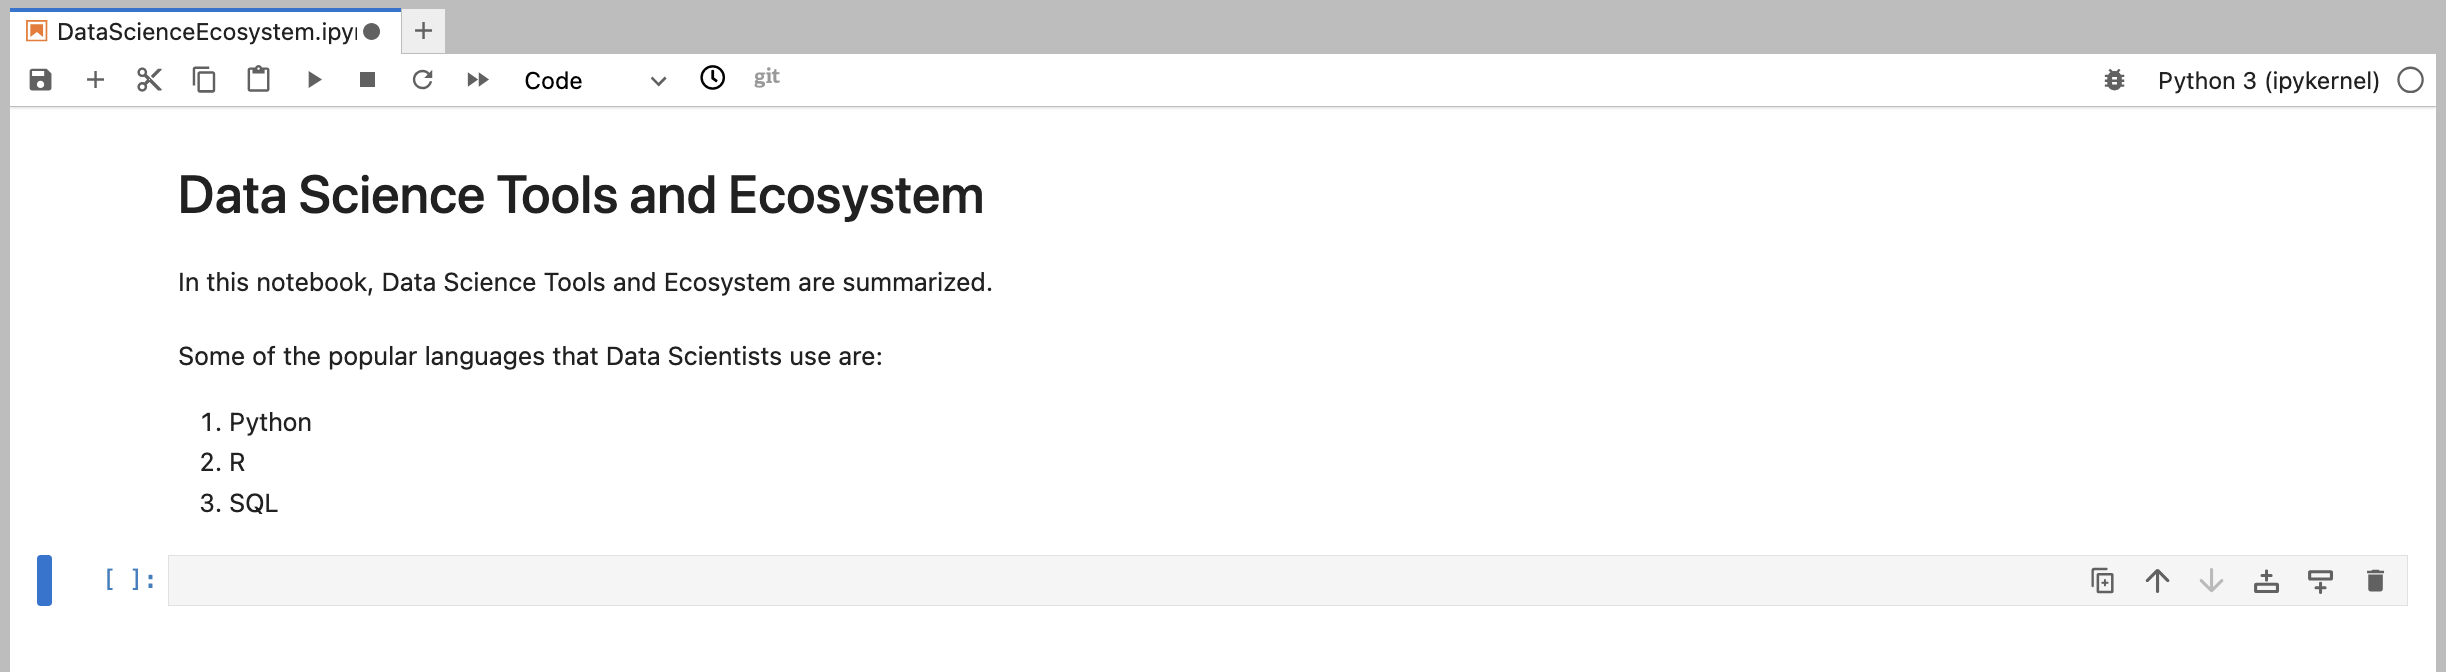 DataScienceEcosystem.ipy
Code
git
Python 3 (ipykernel)
Data Science Tools and Ecosystem
In this notebook, Data Science Tools and Ecosystem are summarized.
Some of the popular languages that Data Scientists use are:
1. Python
2. R
3. SQL
[ ]: